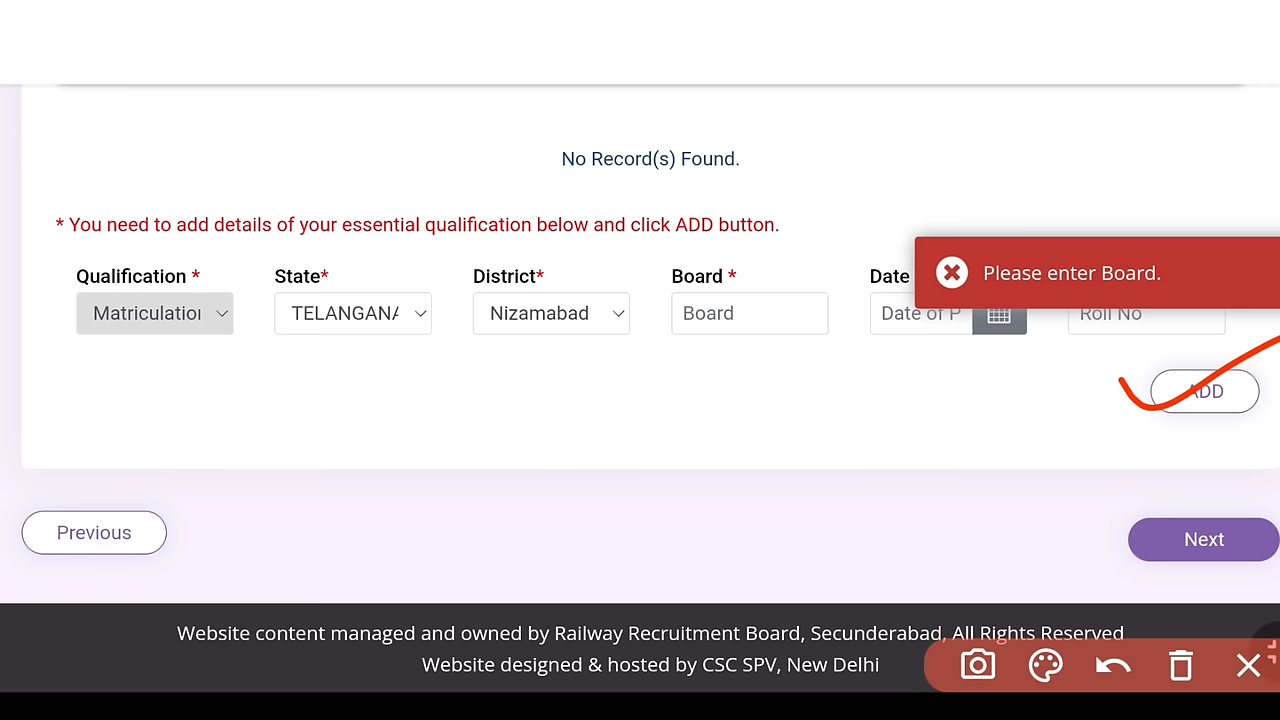 No Record(s) Found.
* You need to add details of your essential qualification below and click ADD button.
Please enter Board.
Qualification * State* District* Board * Date
Matriculation TELANGANA Nizamabad Board Date of P Roll No
ADD
Previous
Next
Website content managed and owned by Railway Recruitment Board, Secunderabad, All Rights Reserved
Website designed & hosted by CSC SPV, New Delhi